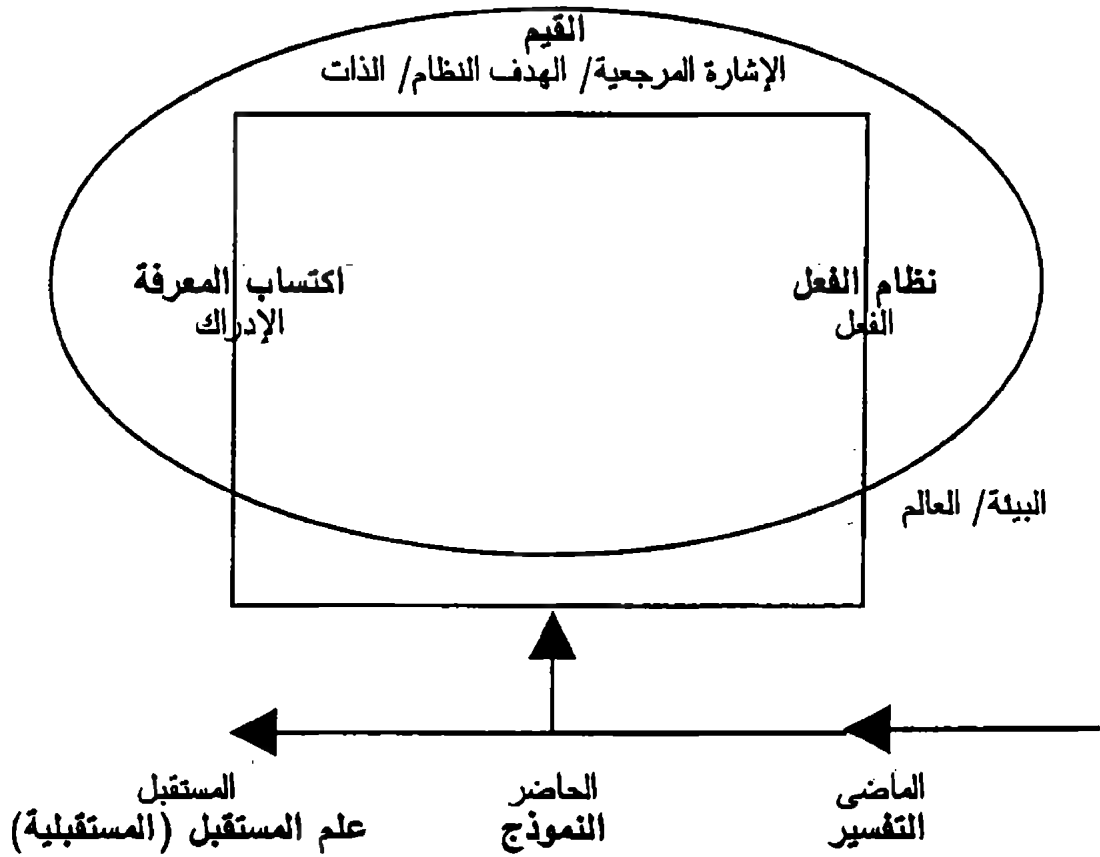 القيم
الإشارة المرجعية/ الهدف النظام/ الذات
نظام الفعل
الفعل
اكتساب المعرفة
الإدراك
البيئة/ العالم
الماضى
التفسير
الحاضر
النموذج
المستقبل
علم المستقبل (المستقبلية)